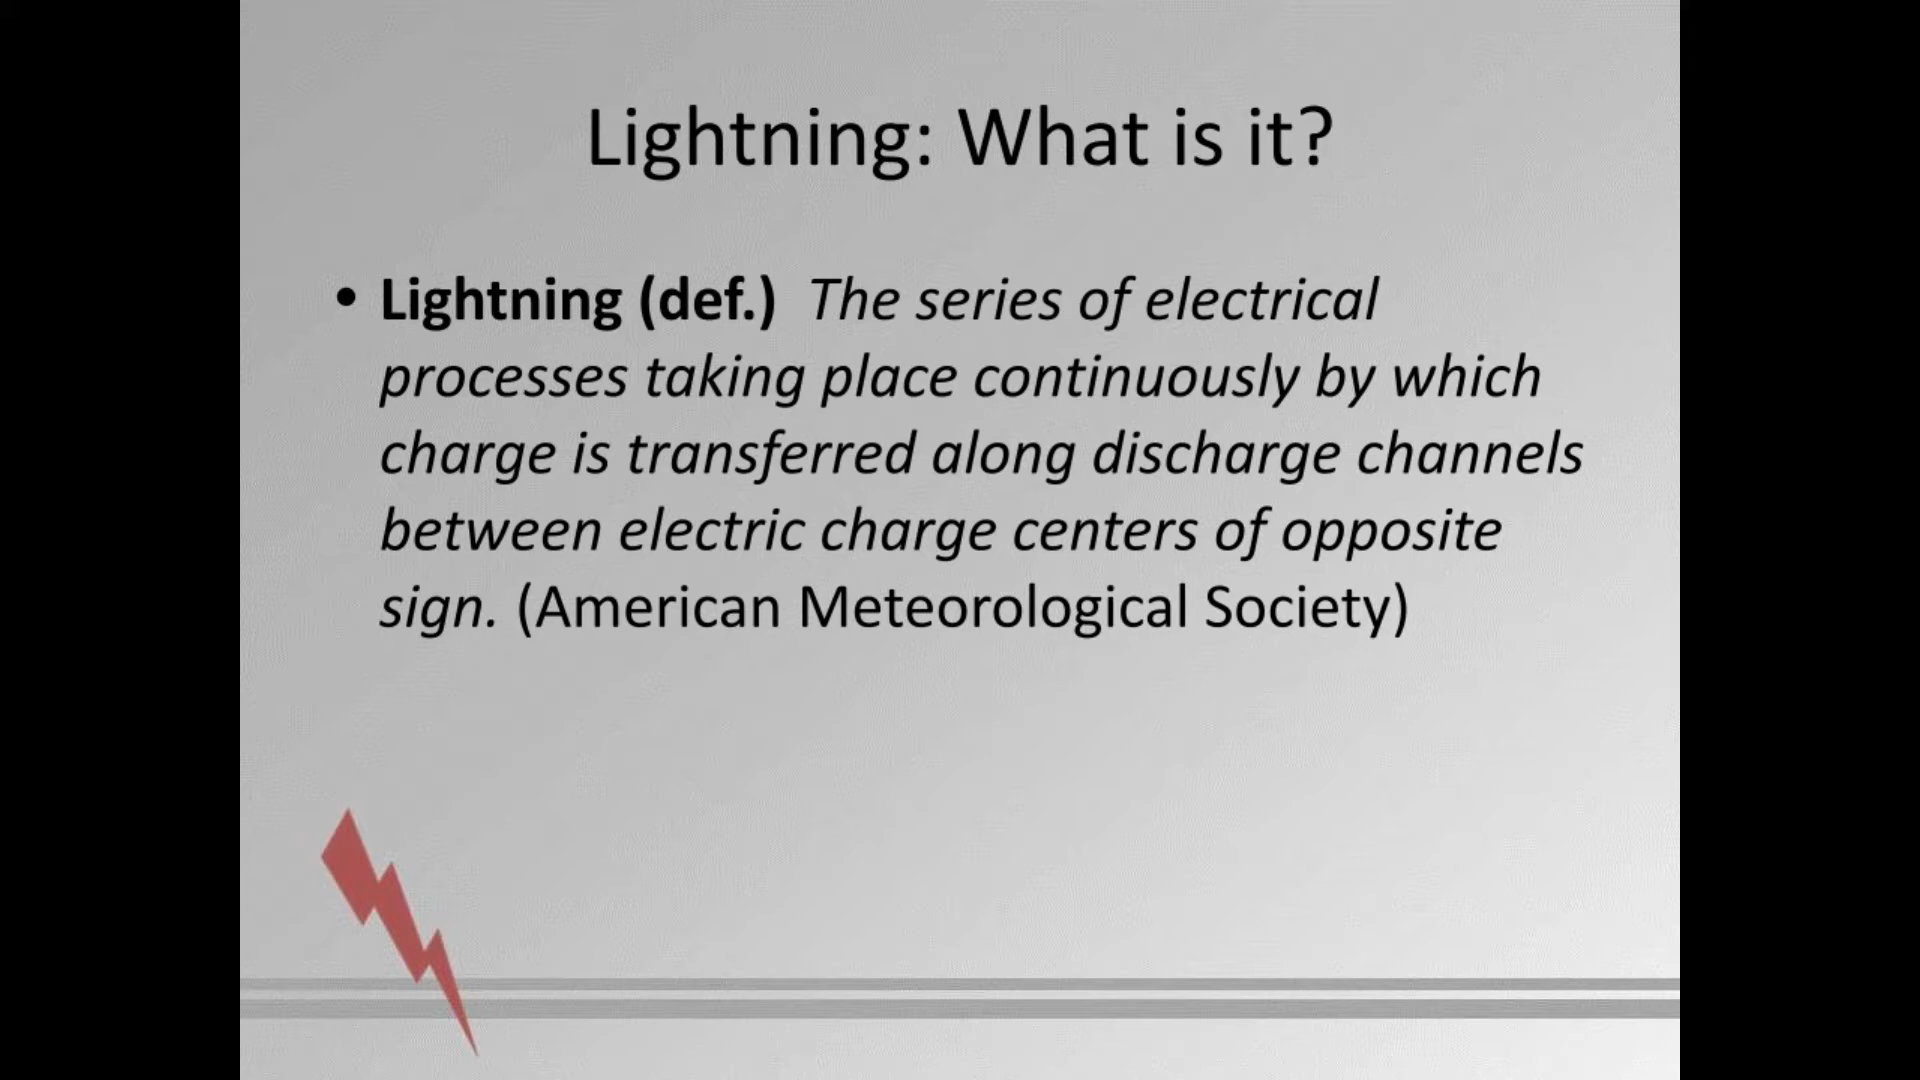 Lightning: What is it?
• Lightning (def.) The series of electrical
processes taking place continuously by which
charge is transferred along discharge channels
between electric charge centers of opposite
sign. (American Meteorological Society)